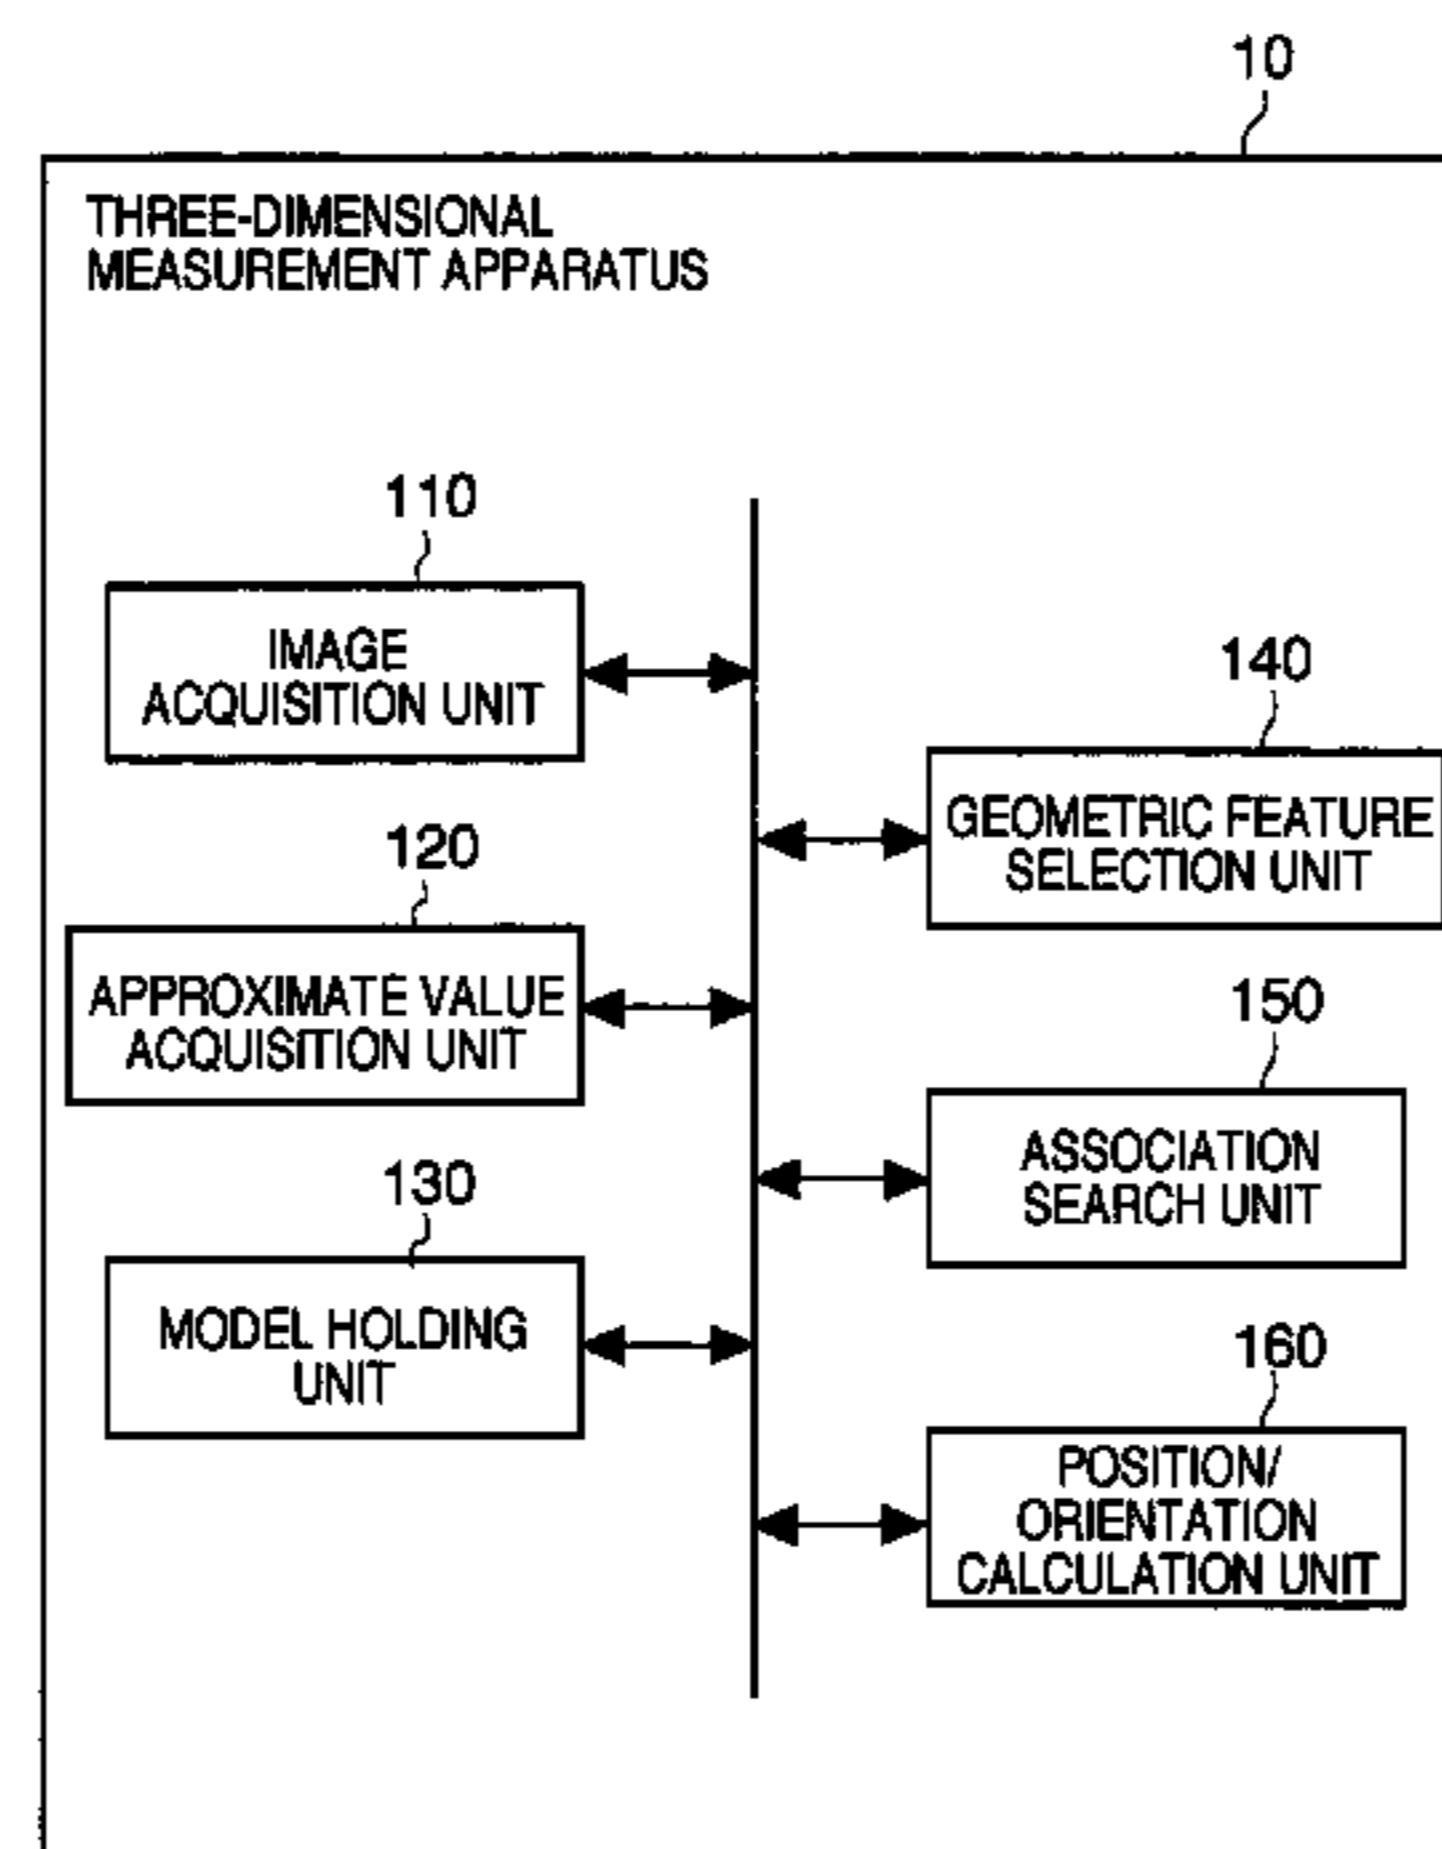 10
THREE-DIMENSIONAL
MEASUREMENT APPARATUS
110
IMAGE
ACQUISITION UNIT
140
GEOMETRIC FEATURE
SELECTION UNIT
120
APPROXIMATE VALUE
ACQUISITION UNIT
150
ASSOCIATION
SEARCH UNIT
130
MODEL HOLDING
UNIT
160
POSITION/
ORIENTATION
CALCULATION UNIT